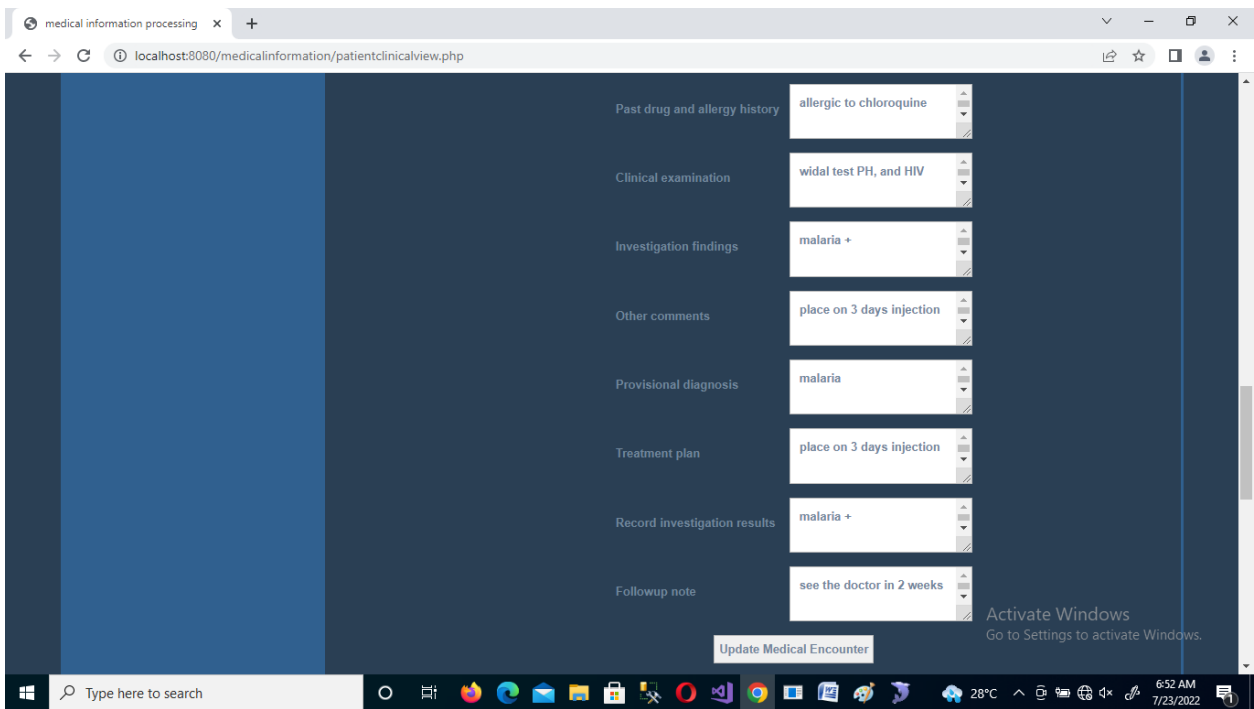 medical information processing
localhost:8080/medicalinformation/patientclinicalview.php
Past drug and allergy history allergic to chloroquine
Clinical examination widal test PH, and HIV
Investigation findings malaria +
Other comments place on 3 days injection
Provisional diagnosis malaria
Treatment plan place on 3 days injection
Record investigation results malaria +
Followup note see the doctor in 2 weeks
Activate Windows
Go to Settings to activate Windows.
Update Medical Encounter
Type here to search
28°C
6:52 AM
7/23/2022
1